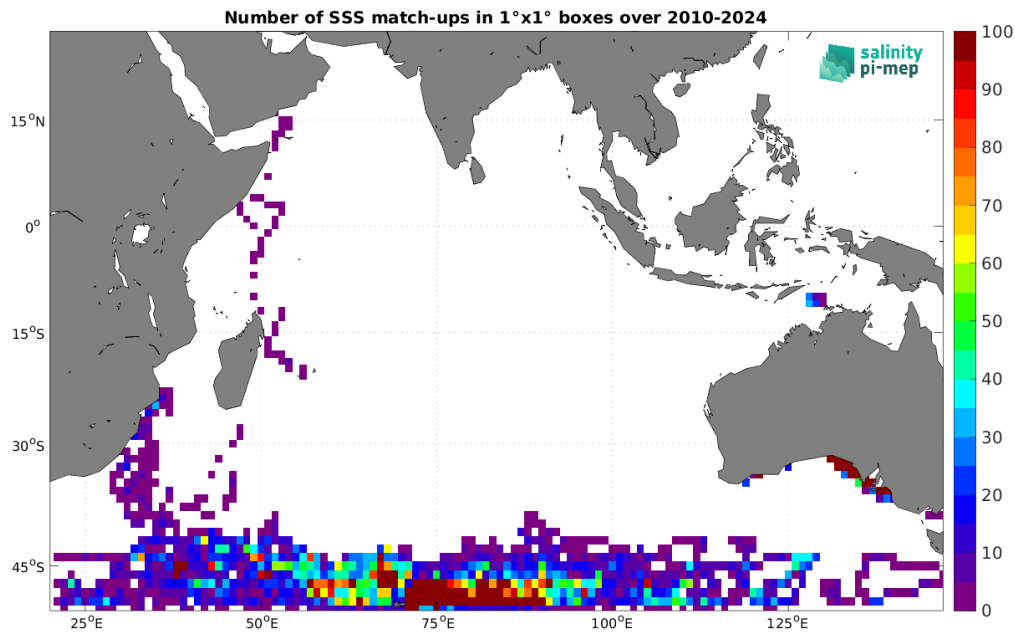 Number of SSS match-ups in 1°x1° boxes over 2010-2024
salinity
pi-mep
15°N
0°
15°S
30°S
45°S
25°E
50°E
75°E
100°E
125°E
100
90
80
70
60
50
40
30
20
10
0